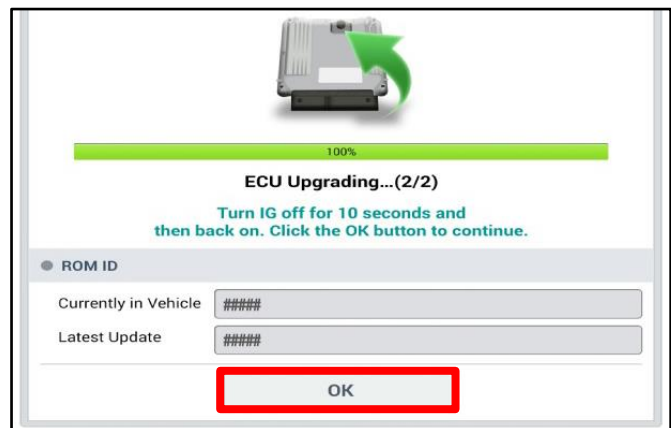 100%
ECU Upgrading...(2/2)
Turn IG off for 10 seconds and
then back on. Click the OK button to continue.
ROM ID
Currently in Vehicle #####
Latest Update #####
OK